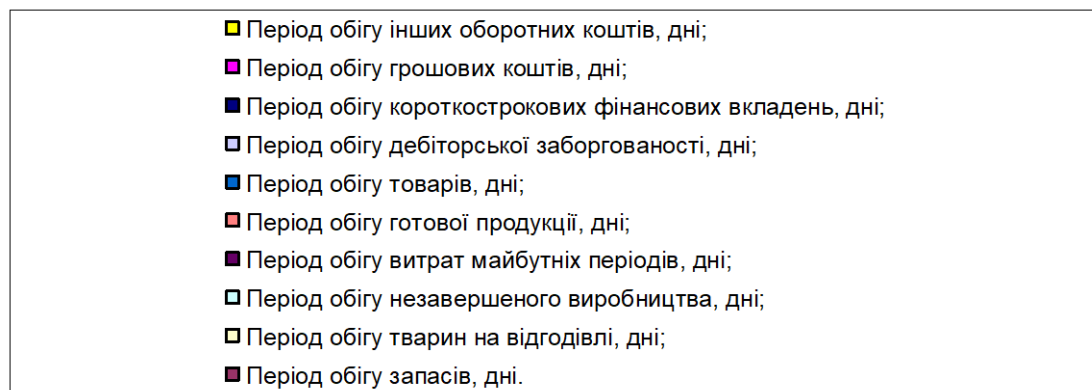 Період обігу інших оборотних коштів, дні;
Період обігу грошових коштів, дні;
Період обігу короткострокових фінансових вкладень, дні;
Період обігу дебіторської заборгованості, дні;
Період обігу товарів, дні;
Період обігу готової продукції, дні;
Період обігу витрат майбутніх періодів, дні;
Період обігу незавершеного виробництва, дні;
Період обігу тварин на відгодівлі, дні;
Період обігу запасів, дні.